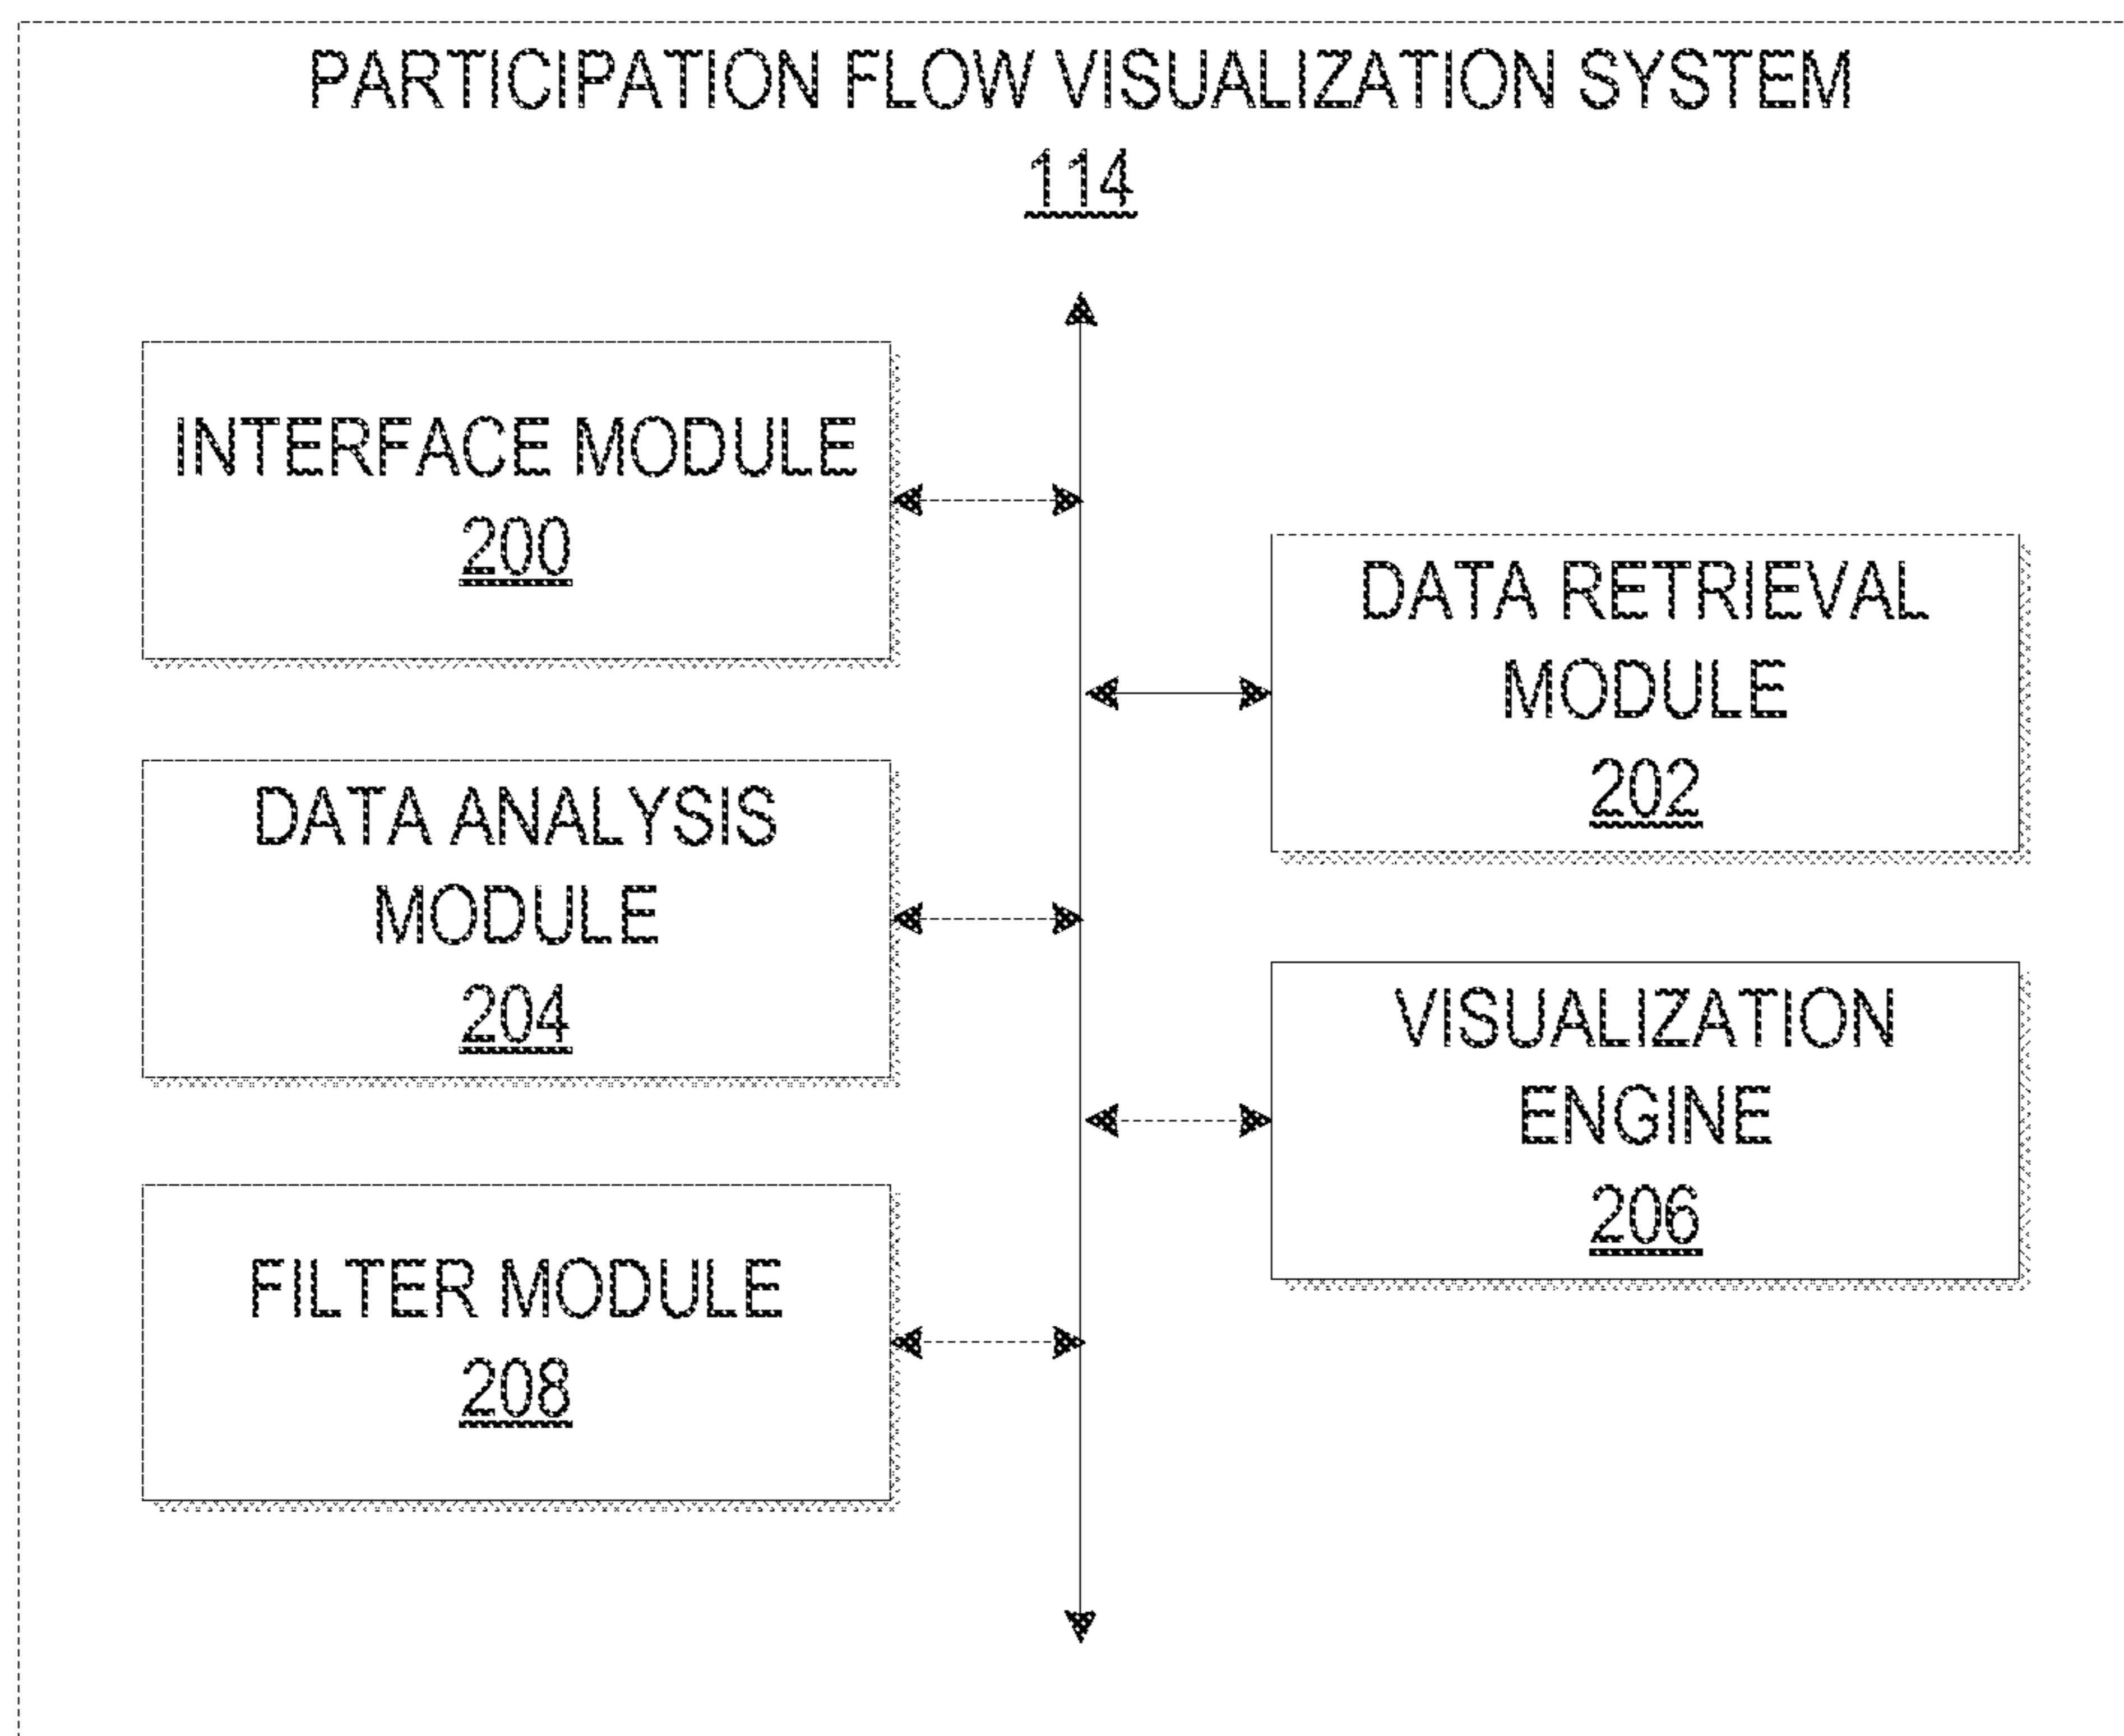 PARTICIPATION FLOW VISUALIZATION SYSTEM
114
INTERFACE MODULE
200
DATA RETRIEVAL
MODULE
202
DATA ANALYSIS
MODULE
204
VISUALIZATION
ENGINE
206
FILTER MODULE
208